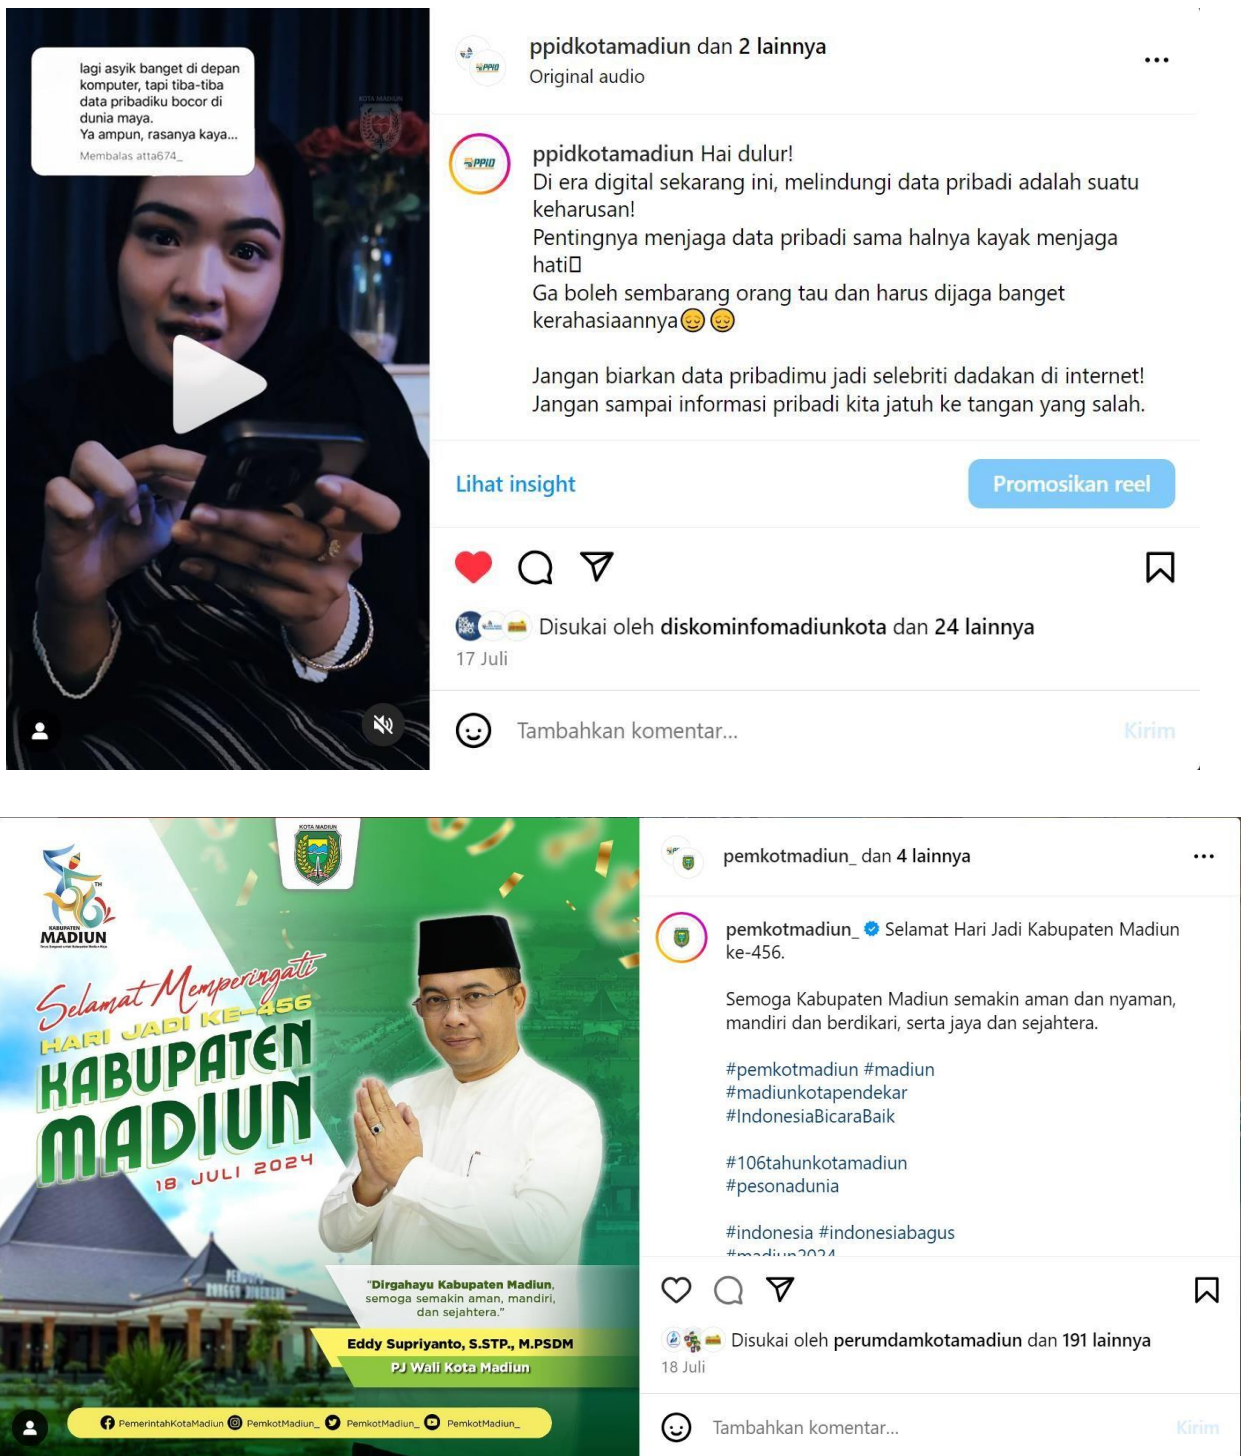 lagi asyik banget di depan
komputer, tapi tiba-tiba
data pribadiku bocor di
dunia maya.
Ya ampun, rasanya kaya...
Membalas atta674_
KOTA MADIUN
ppidkotamadiun dan 2 lainnya
Original audio
PPID
ppidkotamadiun Hai dulur!
Di era digital sekarang ini, melindungi data pribadi adalah suatu
keharusan!
Pentingnya menjaga data pribadi sama halnya kayak menjaga
hati
Ga boleh sembarang orang tau dan harus dijaga banget
kerahasiaannya😌😌
Jangan biarkan data pribadimu jadi selebriti dadakan di internet!
Jangan sampai informasi pribadi kita jatuh ke tangan yang salah.
Lihat insight
Promosikan reel
Disukai oleh diskominfomadiunkota dan 24 lainnya
17 Juli
Tambahkan komentar...
Kirim
KOTA MADIUN
TH
KABUPATEN
MADIUN
Selamat Memperingati
HARI JADI KE-456
KABUPATEN
MADIUN
18 JULI 2024
"Dirgahayu Kabupaten Madiun,
semoga semakin aman, mandiri,
dan sejahtera."
Eddy Supriyanto, S.STP., M.PSDM
PJ Wali Kota Madiun
PemerintahKotaMadiun PemkotMadiun_ PemkotMadiun_ PemkotMadiun_
pemkotmadiun_ dan 4 lainnya
pemkotmadiun_ Selamat Hari Jadi Kabupaten Madiun
ke-456.
Semoga Kabupaten Madiun semakin aman dan nyaman,
mandiri dan berdikari, serta jaya dan sejahtera.
#pemkotmadiun #madiun
#madiunkotapendekar
#IndonesiaBicaraBaik
#106tahunkotamadiun
#pesonadunia
#indonesia #indonesiabagus
#madiun2024
Disukai oleh perumdamkotamadiun dan 191 lainnya
18 Juli
Tambahkan komentar...
Kirim